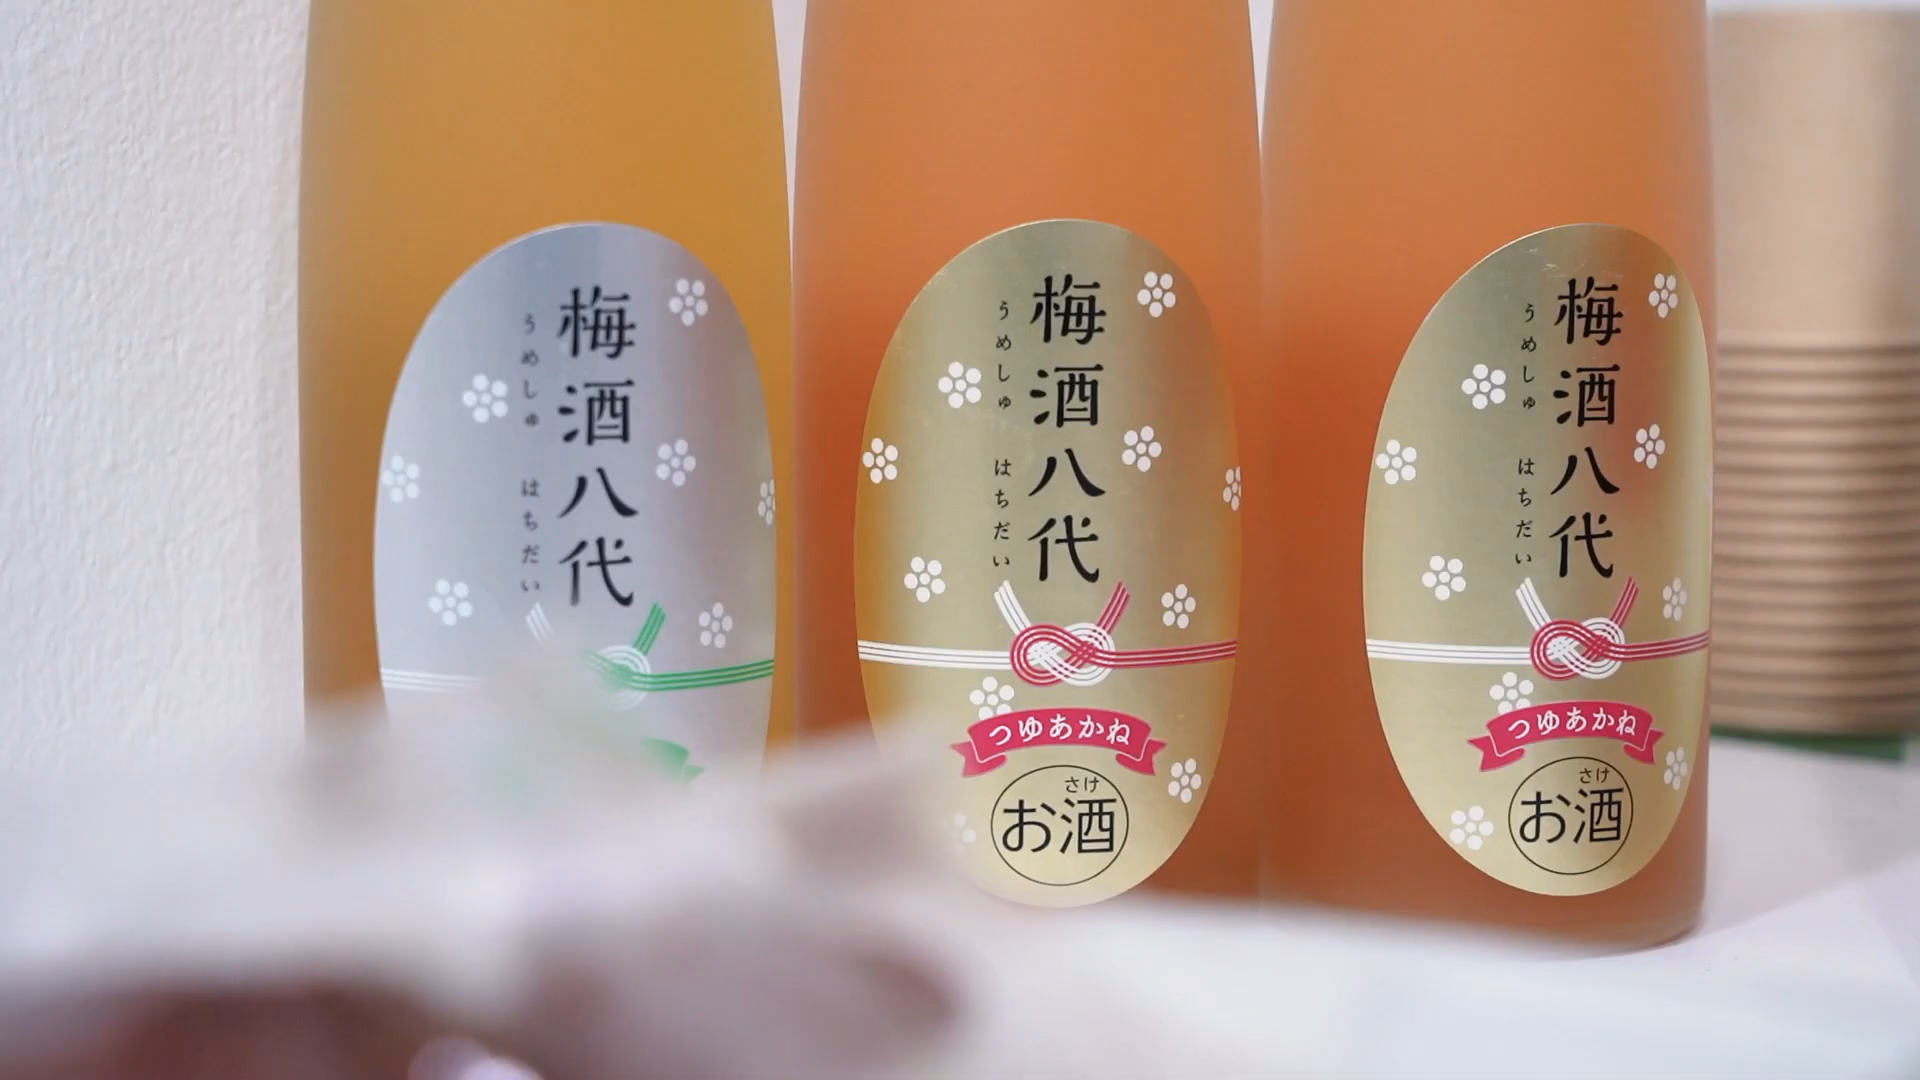 梅酒八代
うめしゅ はちだい
梅酒八代
うめしゅ はちだい
つゆあかね
さけ
お酒
梅酒八代
うめしゅ はちだい
つゆあかね
さけ
お酒